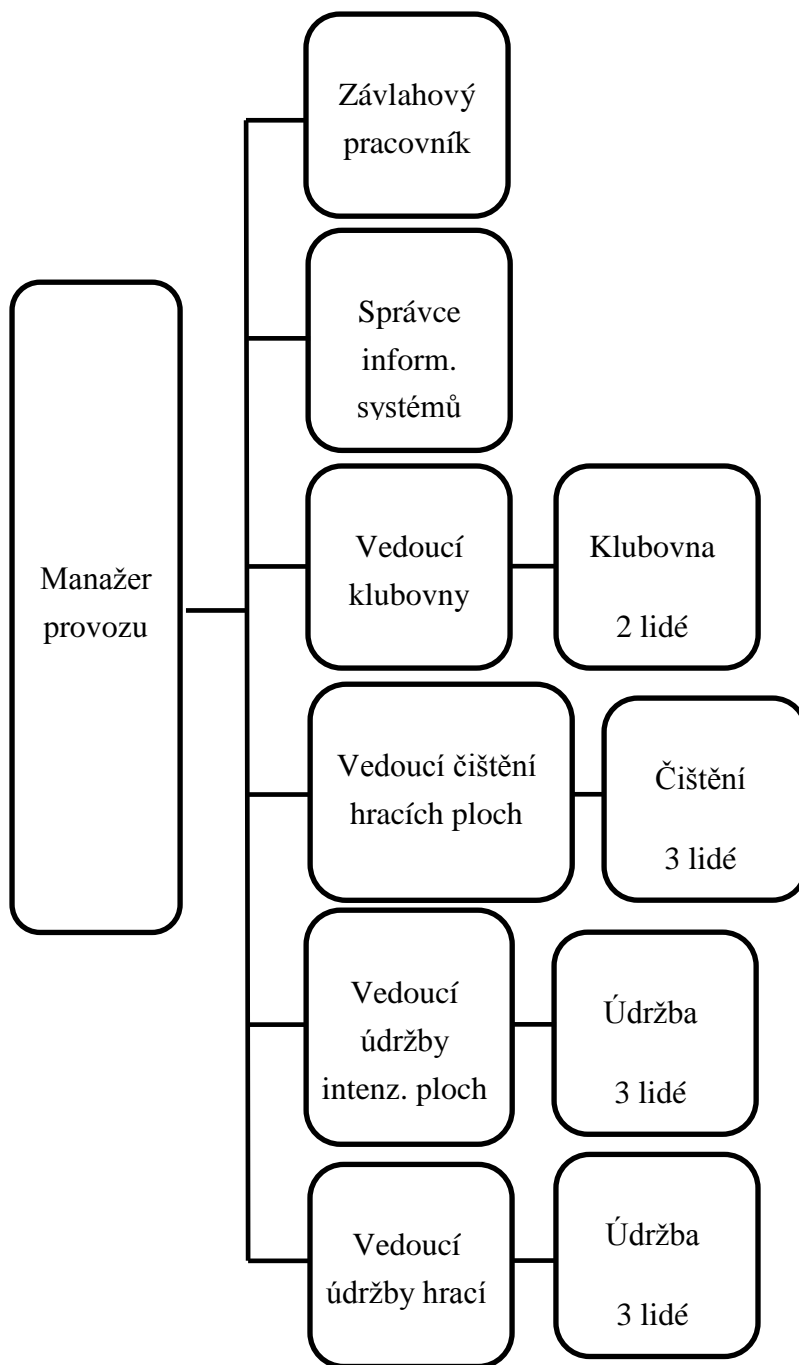 Závlahový
pracovník
Správce
inform.
systémů
Manažer
provozu
Vedoucí
klubovny
Klubovna
2 lidé
Vedoucí čištění
hracích ploch
Čištění
3 lidé
Vedoucí
údržby
intenz. ploch
Údržba
3 lidé
Vedoucí
údržby hrací
Údržba
3 lidé